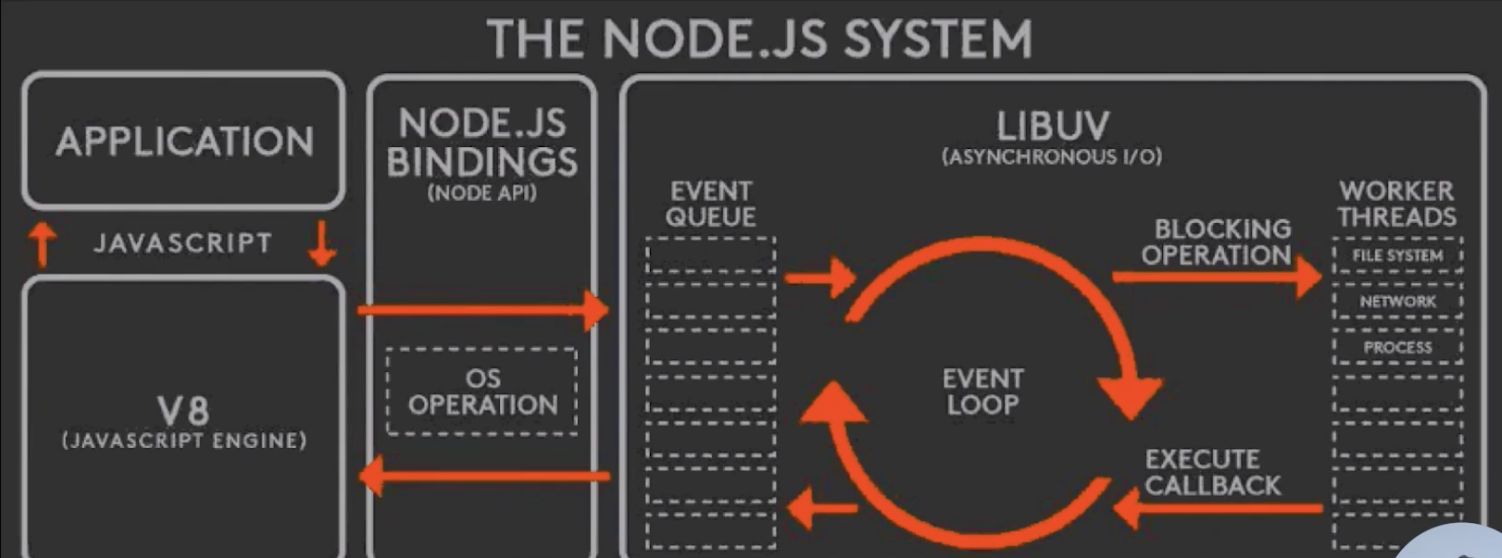 THE NODE.JS SYSTEM
APPLICATION
JAVASCRIPT
V8
(JAVASCRIPT ENGINE)
NODE.JS
BINDINGS
(NODE API)
OS
OPERATION
LIBUV
(ASYNCHRONOUS I/O)
EVENT
QUEUE
EVENT
LOOP
BLOCKING
OPERATION
EXECUTE
CALLBACK
WORKER
THREADS
FILE SYSTEM
NETWORK
PROCESS